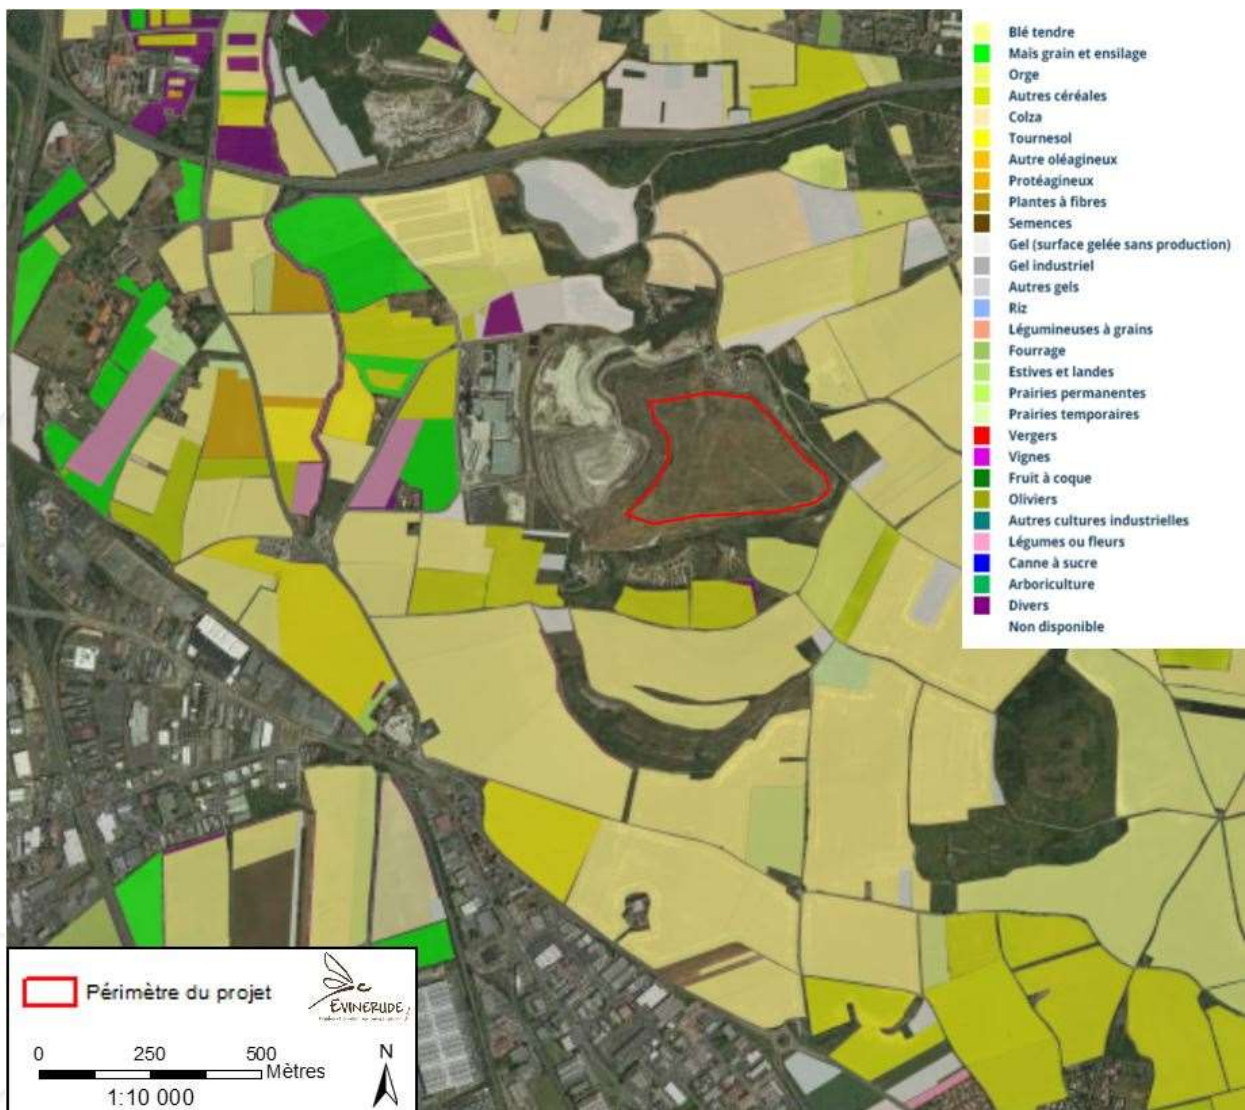 Blé tendre
Maïs grain et ensilage
Orge
Autres céréales
Colza
Tournesol
Autre oléagineux
Protéagineux
Plantes à fibres
Semences
Gel (surface gelée sans production)
Gel industriel
Autres gels
Riz
Légumineuses à grains
Fourrage
Estives et landes
Prairies permanentes
Prairies temporaires
Vergers
Vignes
Fruit à coque
Oliviers
Autres cultures industrielles
Légumes ou fleurs
Canne à sucre
Arboriculture
Divers
Non disponible
Périmètre du projet
EVINERUDE
0 250 500
Mètres
1:10 000
N